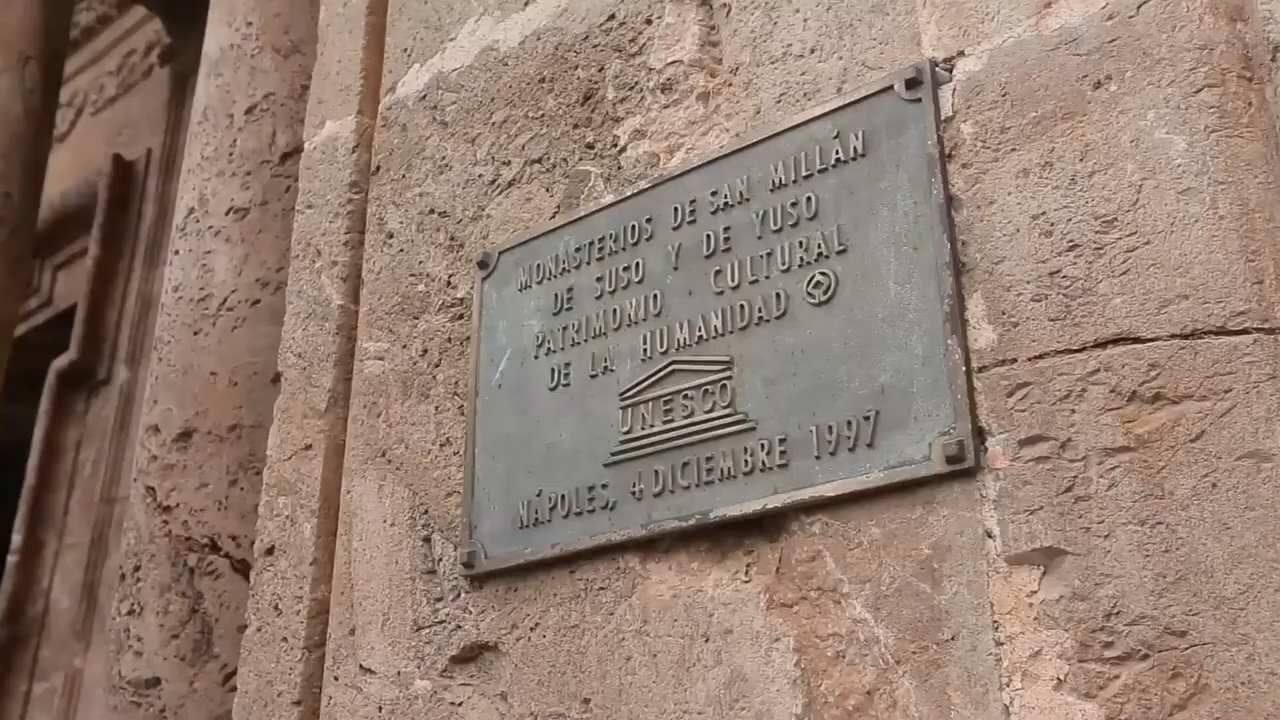 MONASTERIOS DE SAN MILLÁN
DE SUSO Y DE YUSO
PATRIMONIO CULTURAL
DE LA HUMANIDAD
UNESCO
NÁPOLES, 4 DICIEMBRE 1997